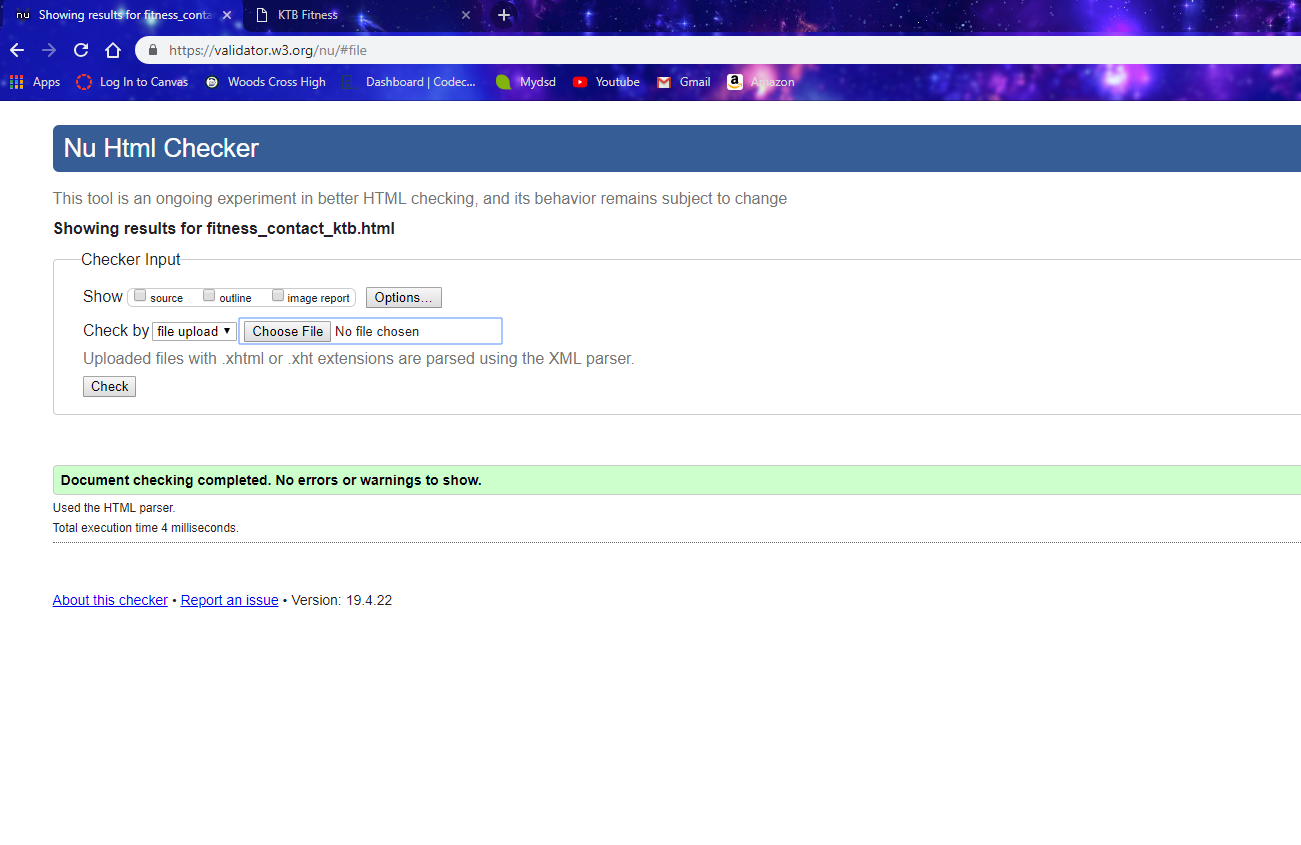 nu Showing results for fitness_conta KTB Fitness
https://validator.w3.org/nu/#file
Apps Log In to Canvas Woods Cross High Dashboard | Codec... Mydsd Youtube Gmail a Amazon
Nu Html Checker
This tool is an ongoing experiment in better HTML checking, and its behavior remains subject to change
Showing results for fitness_contact_ktb.html
Checker Input
Show source outline image report Options...
Check by file upload Choose File No file chosen
Uploaded files with .xhtml or .xht extensions are parsed using the XML parser.
Check
Document checking completed. No errors or warnings to show.
Used the HTML parser.
Total execution time 4 milliseconds.
About this checker • Report an issue • Version: 19.4.22